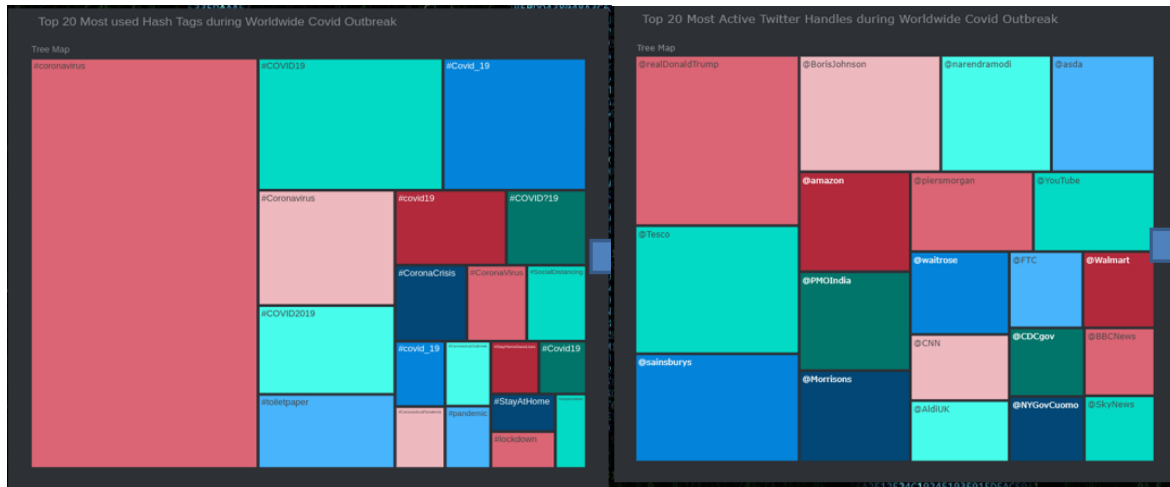 Top 20 Most used Hash Tags during Worldwide Covid Outbreak
Tree Map
#coronavirus
#COVID19
#Covid_19
#Coronavirus
#covid19
#COVID?19
#CoronaCrisis
#CoronaVirus
#SocialDistancing
#COVID2019
#covid_19
#CoronavirusOutbreak
#StayHomeSaveLives
#Covid19
#toiletpaper
#CoronavirusPandemic
#pandemic
#StayAtHome
#lockdown
Top 20 Most Active Twitter Handles during Worldwide Covid Outbreak
Tree Map
@realDonaldTrump
@BorisJohnson
@narendramodi
@asda
@amazon
@piersmorgan
@YouTube
@Tesco
@waitrose
@FTC
@Walmart
@PMOIndia
@CNN
@CDCgov
@BBCNews
@sainsburys
@Morrisons
@AldiUK
@NYGovCuomo
@SkyNews